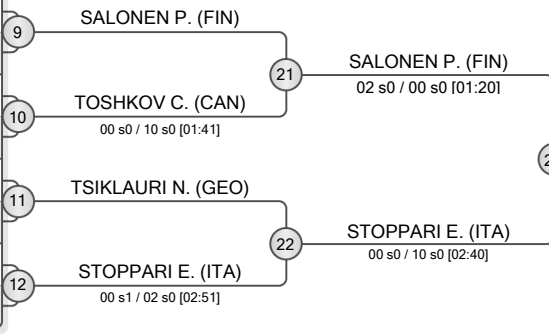 9
SALONEN P. (FIN)
21
SALONEN P. (FIN)
02 s0 / 00 s0 [01:20]
10
TOSHKOV C. (CAN)
00 s0 / 10 s0 [01:41]
11
TSIKLAURI N. (GEO)
22
STOPPARI E. (ITA)
00 s0 / 10 s0 [02:40]
12
STOPPARI E. (ITA)
00 s1 / 02 s0 [02:51]